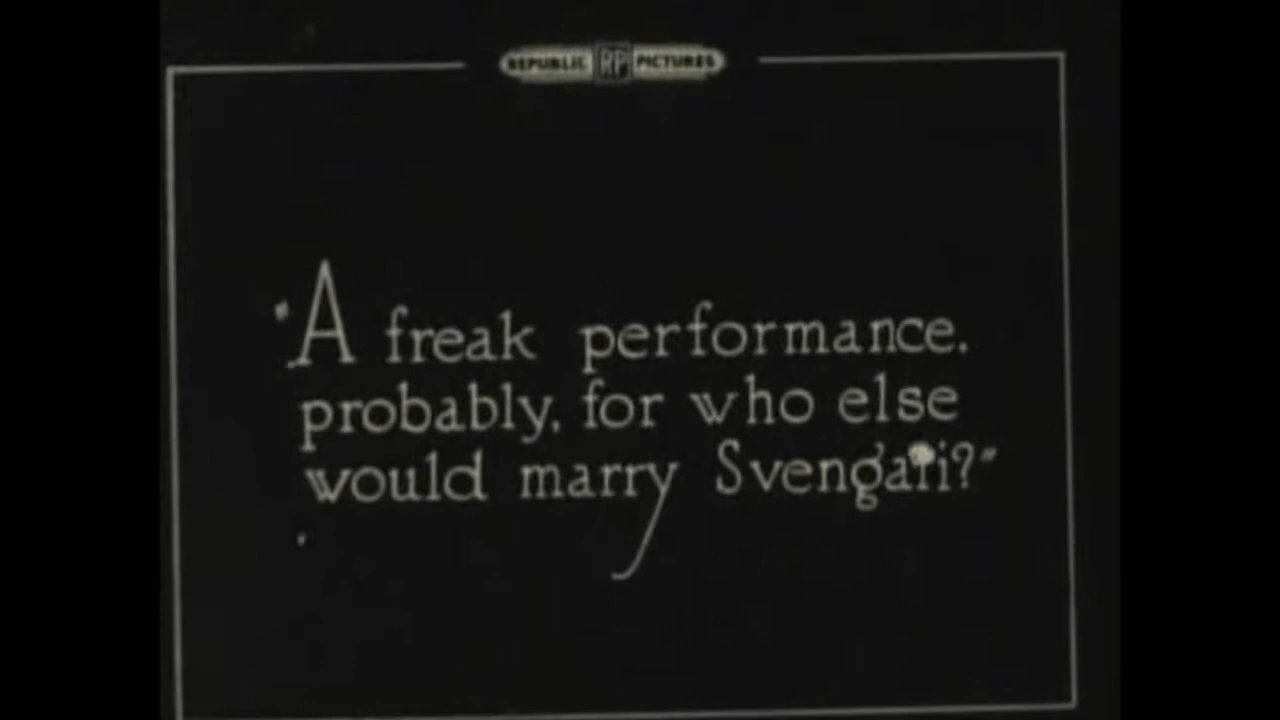 REPUBLIC RP PICTURES
"A freak performance,
probably, for who else
would marry Svengali?"